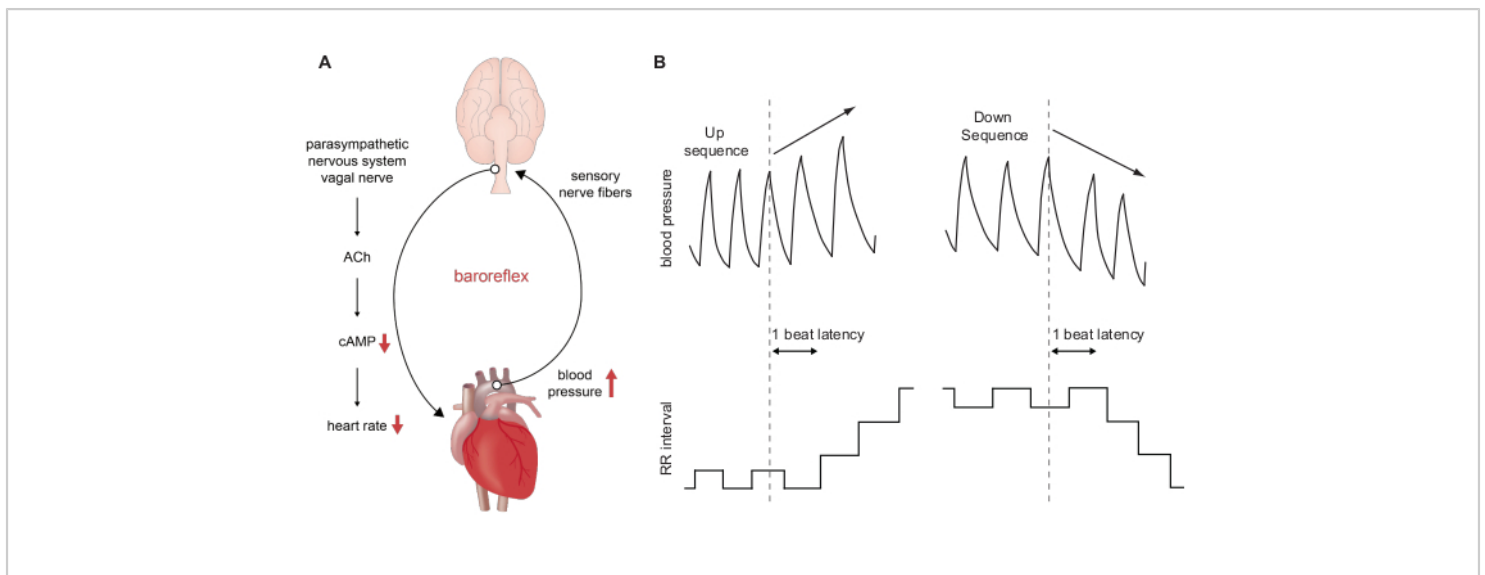 A
parasympathetic
nervous system
vagal nerve
ACh
cAMP
heart rate
sensory
nerve fibers
baroreflex
blood
pressure
B
Up
sequence
Down
Sequence
blood pressure
1 beat latency
1 beat latency
RR interval